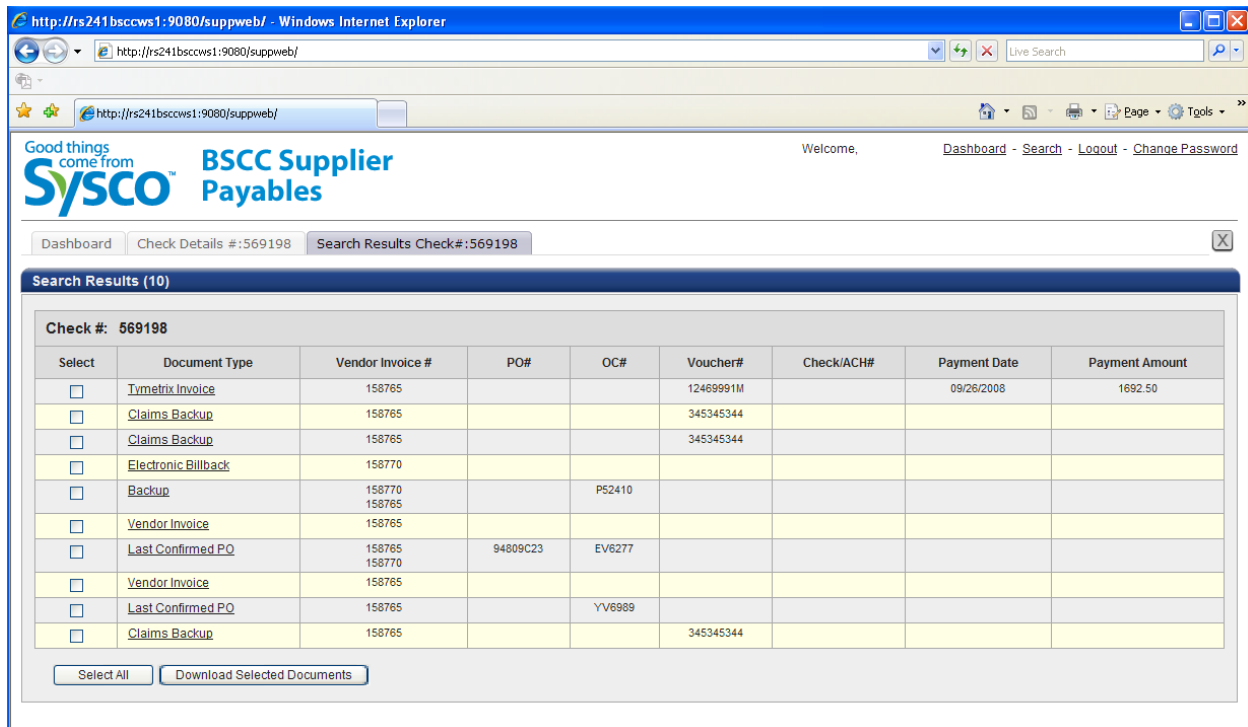 http://rs241bsccws1:9080/suppweb/ - Windows Internet Explorer
http://rs241bsccws1:9080/suppweb/ Live Search
http://rs241bsccws1:9080/suppweb/ Page Tools »
Good things
come from
SYSCO™
BSCC Supplier
Payables
Welcome, Dashboard - Search - Logout - Change Password
Dashboard Check Details #:569198 Search Results Check#:569198 X
Search Results (10)
Check #: 569198
Select Document Type Vendor Invoice # PO# OC# Voucher# Check/ACH# Payment Date Payment Amount
Tymetrix Invoice 158765 12469991M 09/26/2008 1692.50
Claims Backup 158765 345345344
Claims Backup 158765 345345344
Electronic Billback 158770
Backup 158770 P52410
158765
Vendor Invoice 158765
Last Confirmed PO 158765 94809C23 EV6277
158770
Vendor Invoice 158765
Last Confirmed PO 158765 YV6989
Claims Backup 158765 345345344
Select All Download Selected Documents